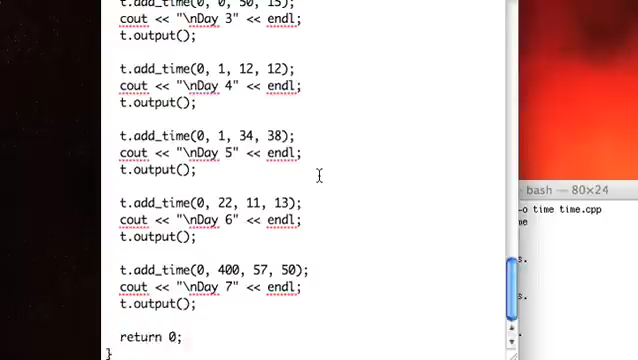 t.add_time(0, 0, 50, 15);
cout << "\nDay 3" << endl;
t.output();
t.add_time(0, 1, 12, 12);
cout << "\nDay 4" << endl;
t.output();
t.add_time(0, 1, 34, 38);
cout << "\nDay 5" << endl;
t.output();
t.add_time(0, 22, 11, 13);
cout << "\nDay 6" << endl;
t.output();
t.add_time(0, 400, 57, 50);
cout << "\nDay 7" << endl;
t.output();
return 0;
}
bash — 80×24
-o time time.cpp
me
s.
s.